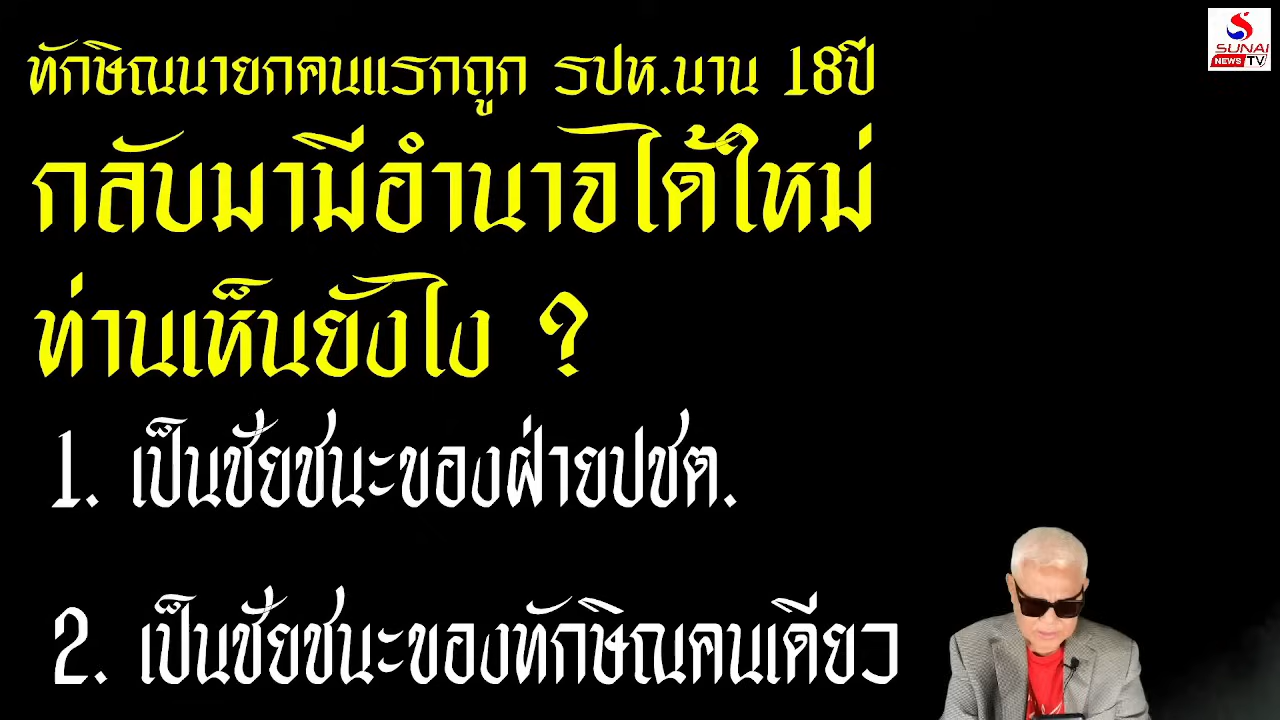 SUNAI
NEWS TV
ทักษิณนายกคนแรกถูก รปห.นาน 18ปี
กลับมามีอำนาจได้ใหม่
ท่านเห็นยังไง ?
1. เป็นชัยชนะของฝ่ายปชต.
2. เป็นชัยชนะของทักษิณคนเดียว